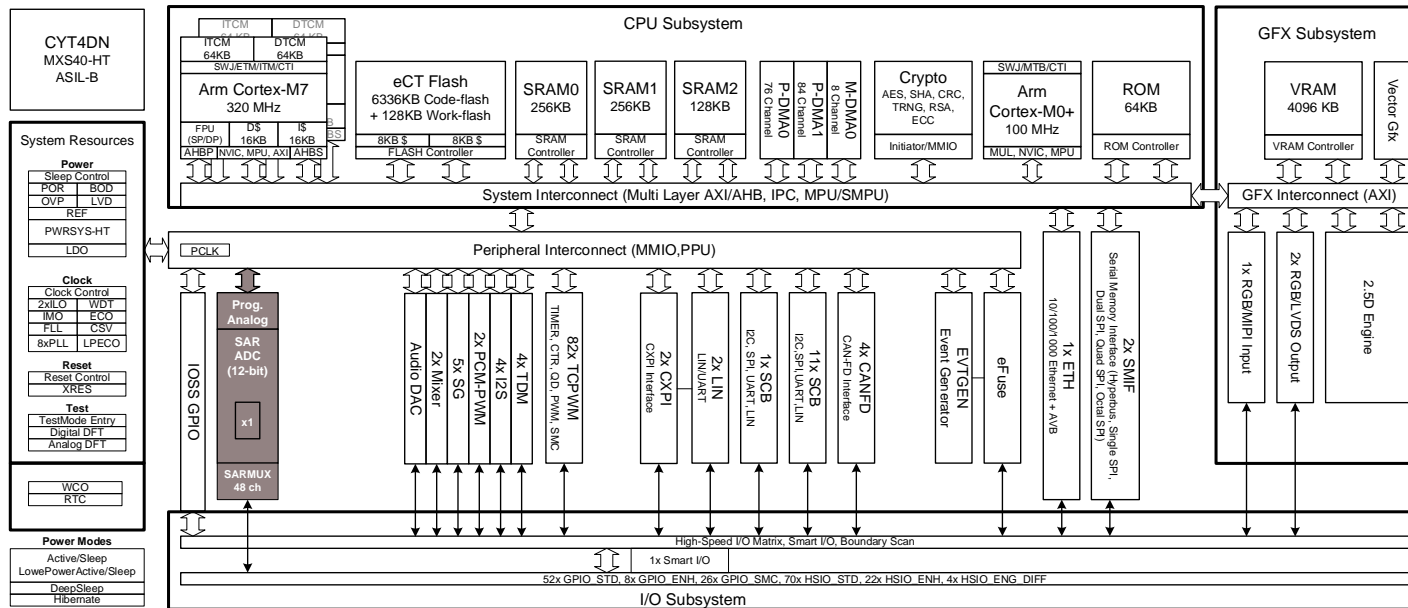 CYT4DN
MXS40-HT
ASIL-B
System Resources
Power
Sleep Control
POR BOD
OVP LVD
REF
PWRSYS-HT
LDO
Clock
Clock Control
2xILO WDT
IMO ECO
FLL CSV
8xPLL LPECO
Reset
Reset Control
XRES
Test
TestMode Entry
Digital DFT
Analog DFT
WCO
RTC
Power Modes
Active/Sleep
LowePowerActive/Sleep
DeepSleep
Hibernate
CPU Subsystem
ITCM DTCM
ITCM
64KB
DTCM
64KB
SWJ/ETM/ITM/CTI
Arm Cortex-M7
320 MHz
FPU
(SP/DP)
D$
16KB
I$
16KB
AHBP NVIC, MPU, AXI AHBS
eCT Flash
6336KB Code-flash
+ 128KB Work-flash
8KB $ 8KB $
FLASH Controller
SRAM0
256KB
SRAM
Controller
SRAM1
256KB
SRAM
Controller
SRAM2
128KB
SRAM
Controller
P-DMA0
76 Channel
P-DMA1
84 Channel
M-DMA0
8 Channel
Crypto
AES, SHA, CRC,
TRNG, RSA,
ECC
Initiator/MMIO
SWJ/MTB/CTI
Arm
Cortex-M0+
100 MHz
MUL, NVIC, MPU
ROM
64KB
ROM Controller
System Interconnect (Multi Layer AXI/AHB, IPC, MPU/SMPU)
GFX Subsystem
VRAM
4096 KB
VRAM Controller
Vector Gfx
GFX Interconnect (AXI)
1x RGB/MIPI Input
2x RGB/LVDS Output
2.5D Engine
PCLK
Peripheral Interconnect (MMIO,PPU)
IOSS GPIO
Prog.
Analog
SAR
ADC
(12-bit)
x1
SARMUX
48 ch
Audio DAC
2x Mixer
5x SG
2x PCM-PWM
4x I2S
4x TDM
82x TCPWM
TIMER, CTR, QD, PWM, SMC
2x CXPI
CXPI Interface
2x LIN
LIN/UART
1x SCB
I2C, SPI, UART, LIN
11x SCB
I2C,SPI,UART,LIN
4x CANFD
CAN-FD Interface
EVTGEN
Event Generator
eFuse
1x ETH
10/100/1000 Ethernet + AVB
2x SMIF
Serial Memory Interface (Hyperbus, Single SPI,
Dual SPI, Quad SPI, Octal SPI)
High-Speed I/O Matrix, Smart I/O, Boundary Scan
1x Smart I/O
52x GPIO_STD, 8x GPIO_ENH, 26x GPIO_SMC, 70x HSIO_STD, 22x HSIO_ENH, 4x HSIO_ENG_DIFF
I/O Subsystem